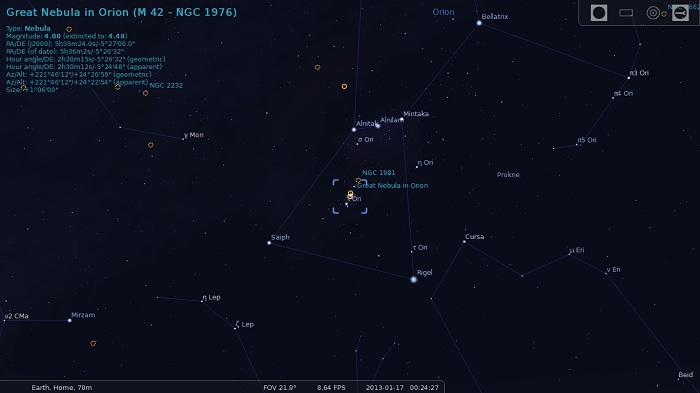 Great Nebula in Orion (M 42 - NGC 1976)
Type: Nebula
Magnitude: 4.00 (extincted to: 4.48)
RA/DE (J2000): 5h35m24.0s/-5°27'00.0"
RA/DE (of date): 5h36m2s/-5°26'32"
Hour angle/DE: 2h30m15s/-5°26'32" (geometric)
Hour angle/DE: 2h30m12s/-5°24'48" (apparent)
Az/Alt: +221°46'12"/+24°20'59" (geometric)
Az/Alt: +221°46'12"/+24°22'54" (apparent)
Size: +1°06'00"
Orion
Bellatrix
NGC 2232
π3 Ori
π4 Ori
Mintaka
Alnilam
Alnitak
γ Mon
σ Ori
π5 Ori
η Ori
NGC 1981
Prokne
Great Nebula in Orion
Ori
Saiph
Cursa
τ Ori
μ Eri
ν Eri
Rigel
η Lep
ν2 CMa
Mirzam
ζ Lep
Beid
Earth, Home, 70m
FOV 21.9°
8.64 FPS
2013-01-17
00:24:27